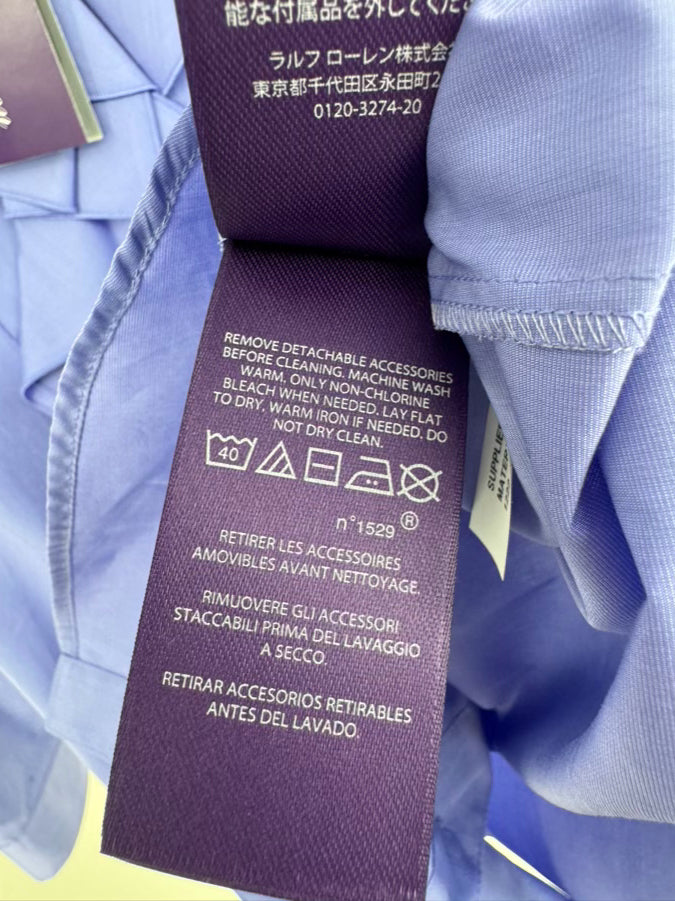 能な付属品を外してくださ
ラルフ ローレン株式会
東京都千代田区永田町2
0120-3274-20
REMOVE DETACHABLE ACCESSORIES
BEFORE CLEANING. MACHINE WASH
WARM. ONLY NON-CHLORINE
BLEACH WHEN NEEDED. LAY FLAT
TO DRY, WARM IRON IF NEEDED. DO
NOT DRY CLEAN.
40
n°1529 ®
RETIRER LES ACCESSOIRES
AMOVIBLES AVANT NETTOYAGE.
RIMUOVERE GLI ACCESSORI
STACCABILI PRIMA DEL LAVAGGIO
A SECCO.
RETIRAR ACCESORIOS RETIRABLES
ANTES DEL LAVADO.
SUPPLIE
MATER